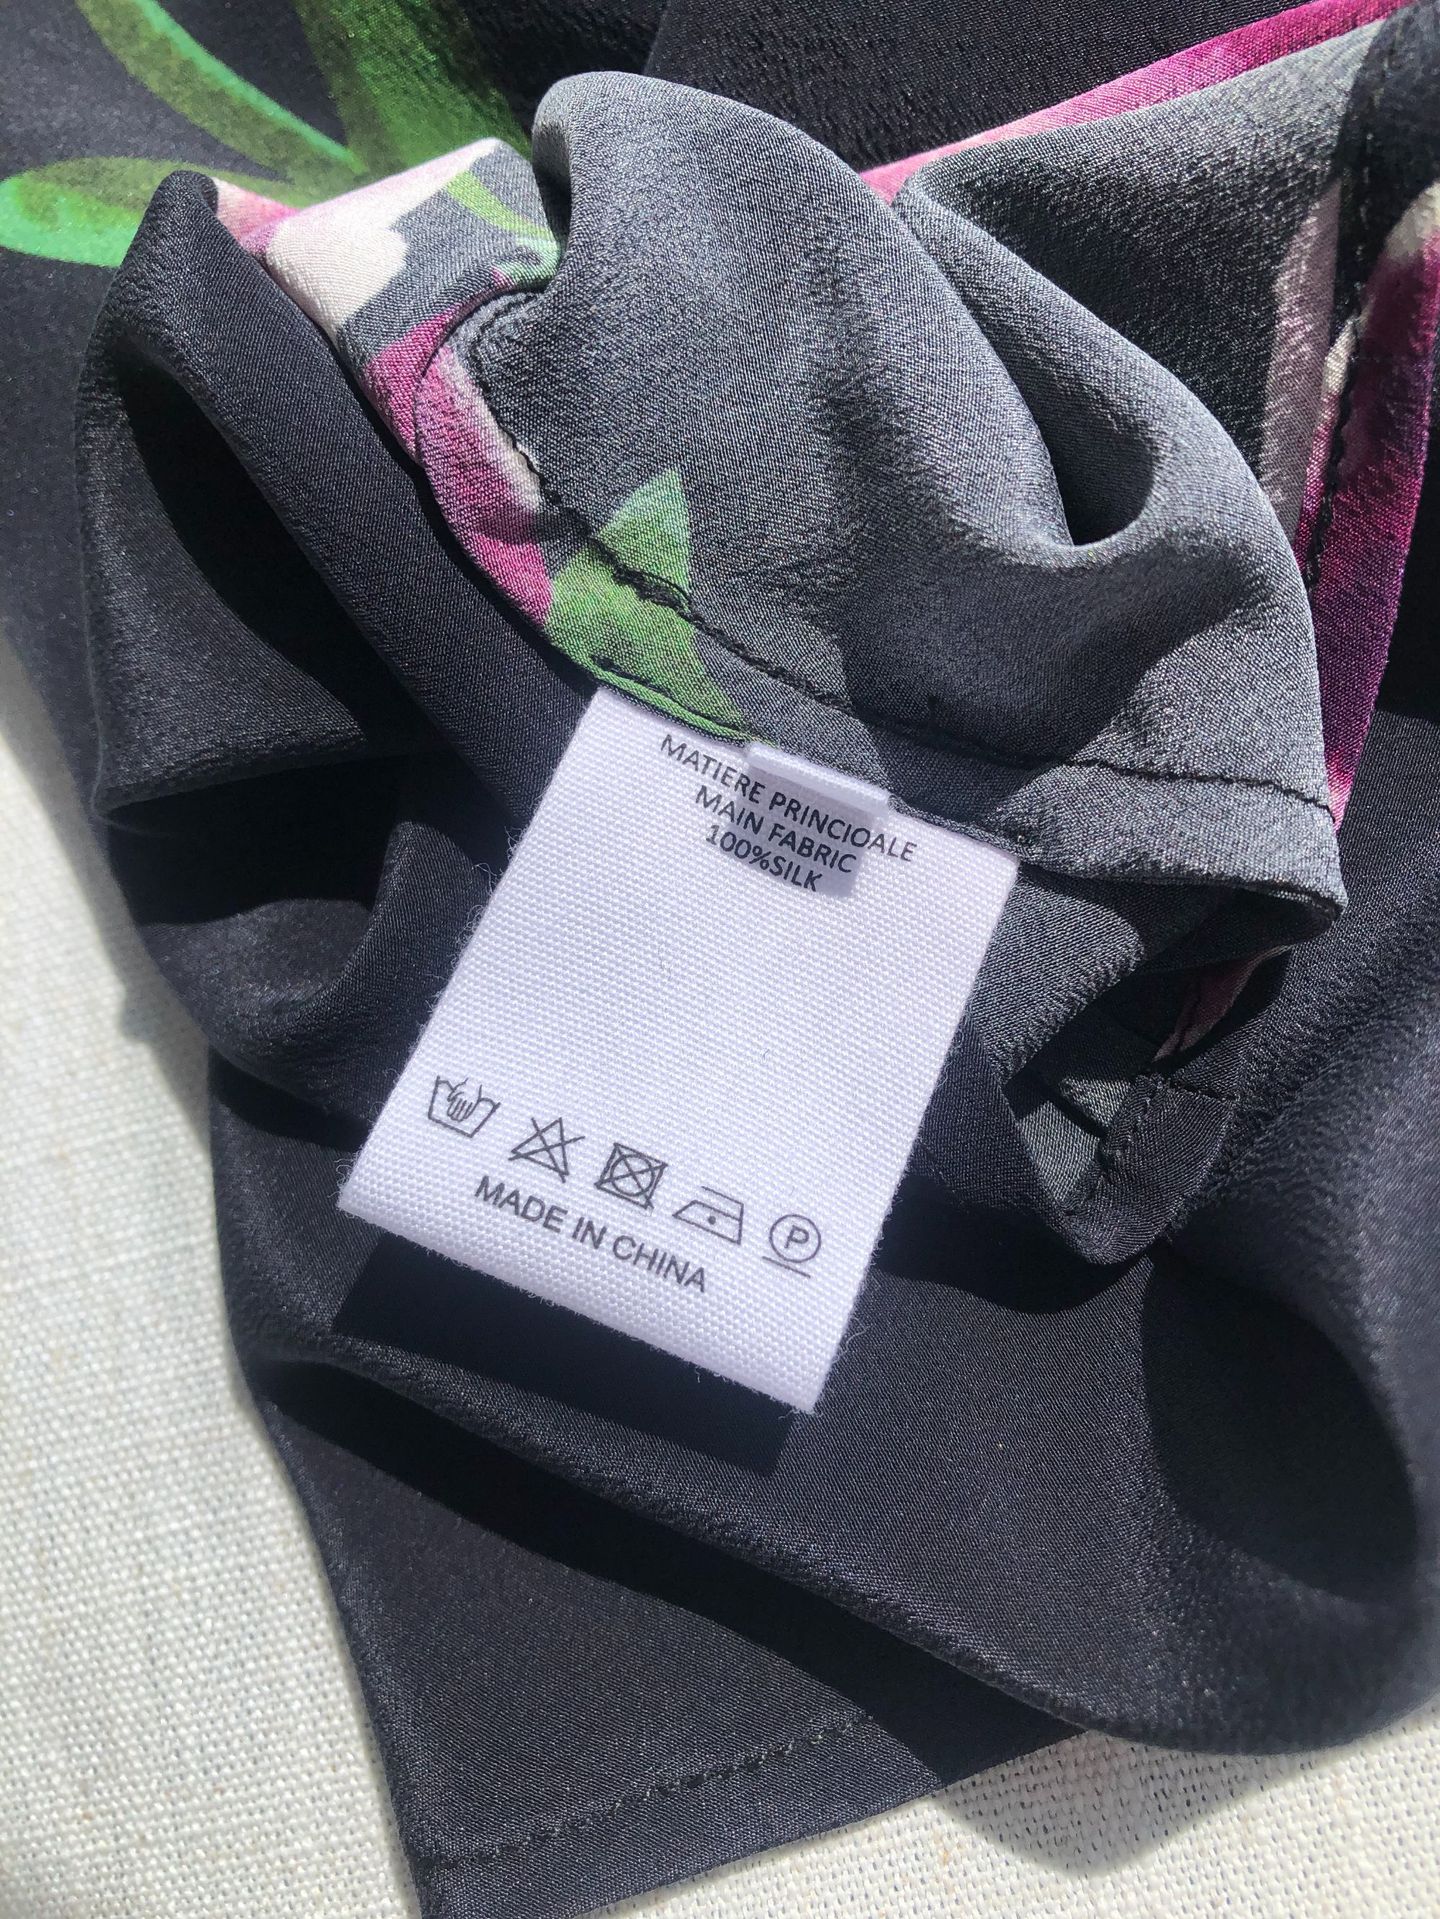 MATIERE PRINCIOALE
MAIN FABRIC
100%SILK
P
MADE IN CHINA